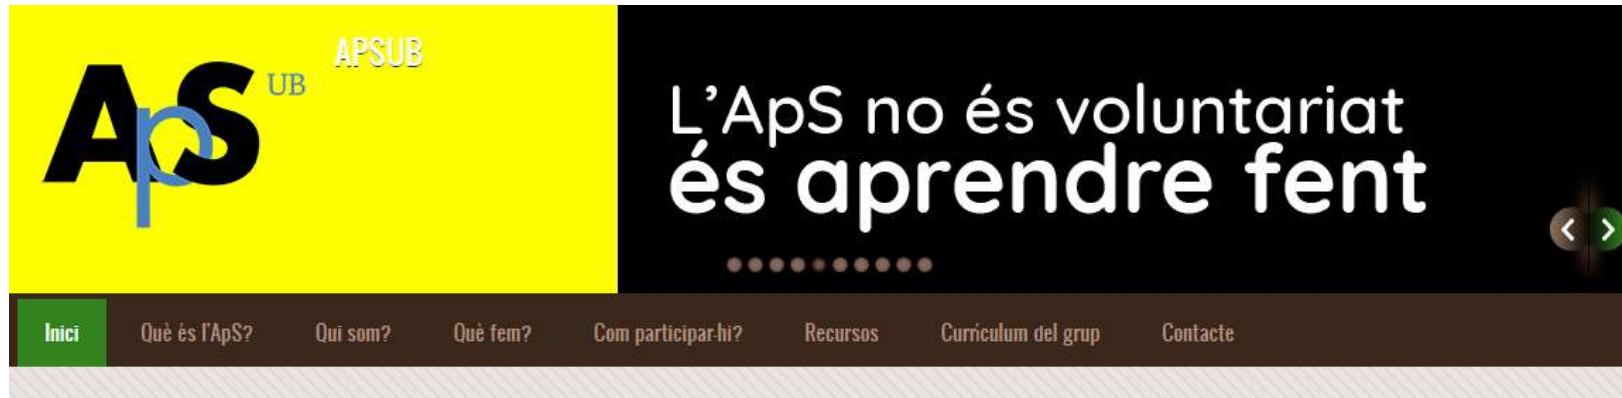 ApS UB
APSUB
L'ApS no és voluntariat
és aprendre fent
Inici Què és l'ApS? Qui som? Què fem? Com participar-hi? Recursos Currículum del grup Contacte